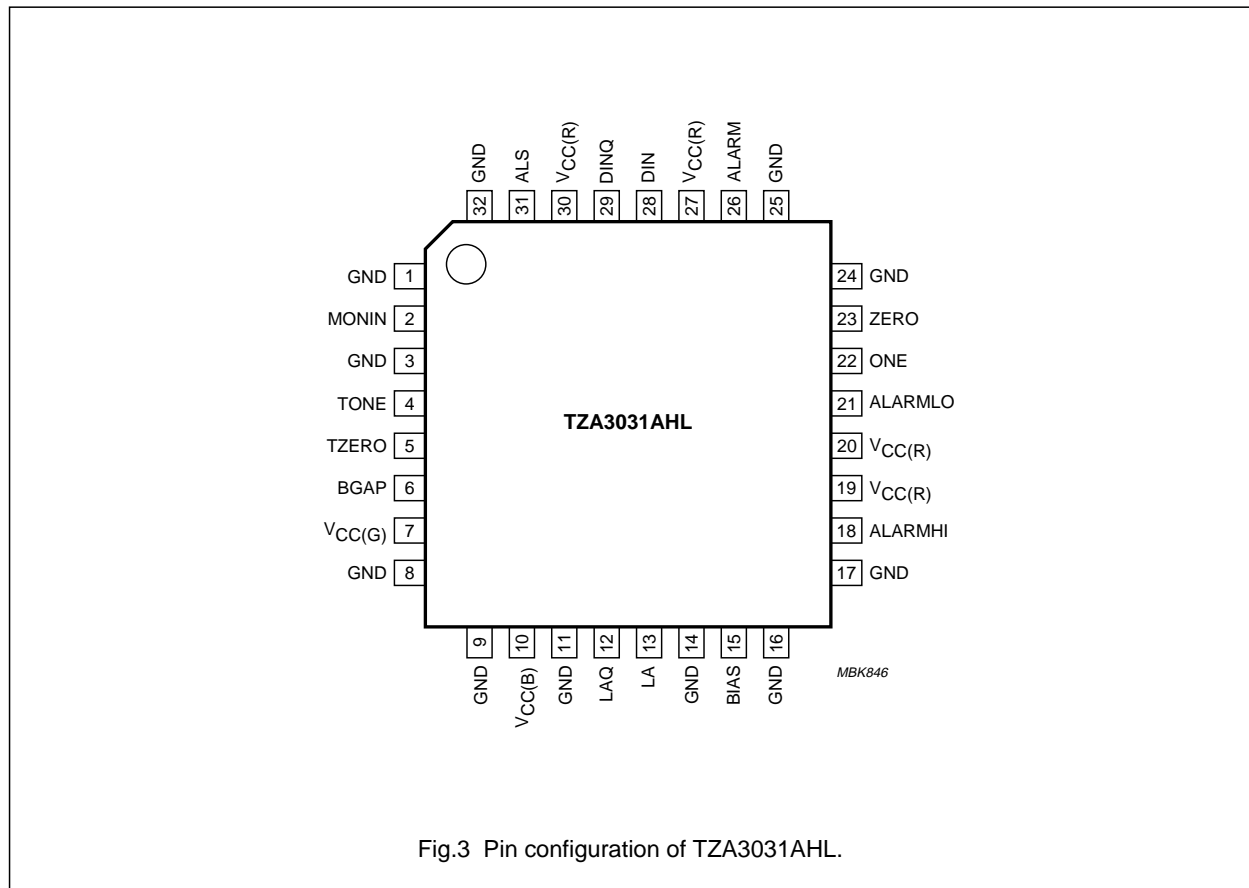 GND ALS VCC(R) DINQ DIN VCC(R) ALARM GND
32 31 30 29 28 27 26 25
GND 1
MONIN 2
GND 3
TONE 4
TZERO 5
BGAP 6
VCC(G) 7
GND 8
TZA3031AHL
24 GND
23 ZERO
22 ONE
21 ALARMLO
20 VCC(R)
19 VCC(R)
18 ALARMHI
17 GND
9 10 11 12 13 14 15 16
GND VCC(B) GND LAQ LA GND BIAS GND
MBK846
Fig.3 Pin configuration of TZA3031AHL.